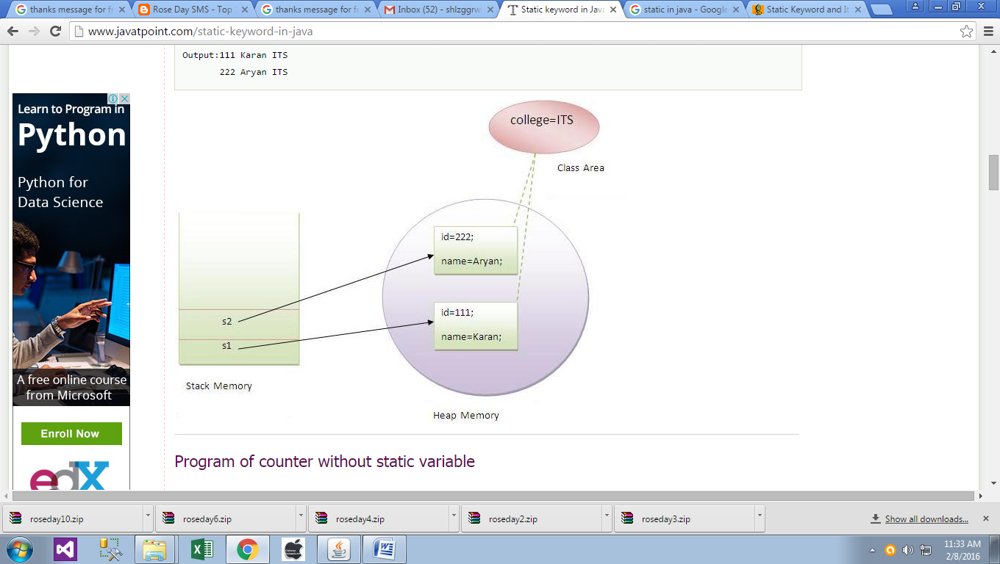 thanks message for fr
Rose Day SMS - Top
thanks message for fr
Inbox (52) - shlzggrwl
Static keyword in Java
static in java - Google
Static Keyword and It
www.javatpoint.com/static-keyword-in-java
Output:111 Karan ITS
222 Aryan ITS
Learn to Program in
Python
Python for
Data Science
A free online course
from Microsoft
Enroll Now
edX
college=ITS
Class Area
id=222;
name=Aryan;
id=111;
name=Karan;
s2
s1
Stack Memory
Heap Memory
Program of counter without static variable
roseday10.zip
roseday6.zip
roseday4.zip
roseday2.zip
roseday3.zip
Show all downloads...
11:33 AM
2/8/2016